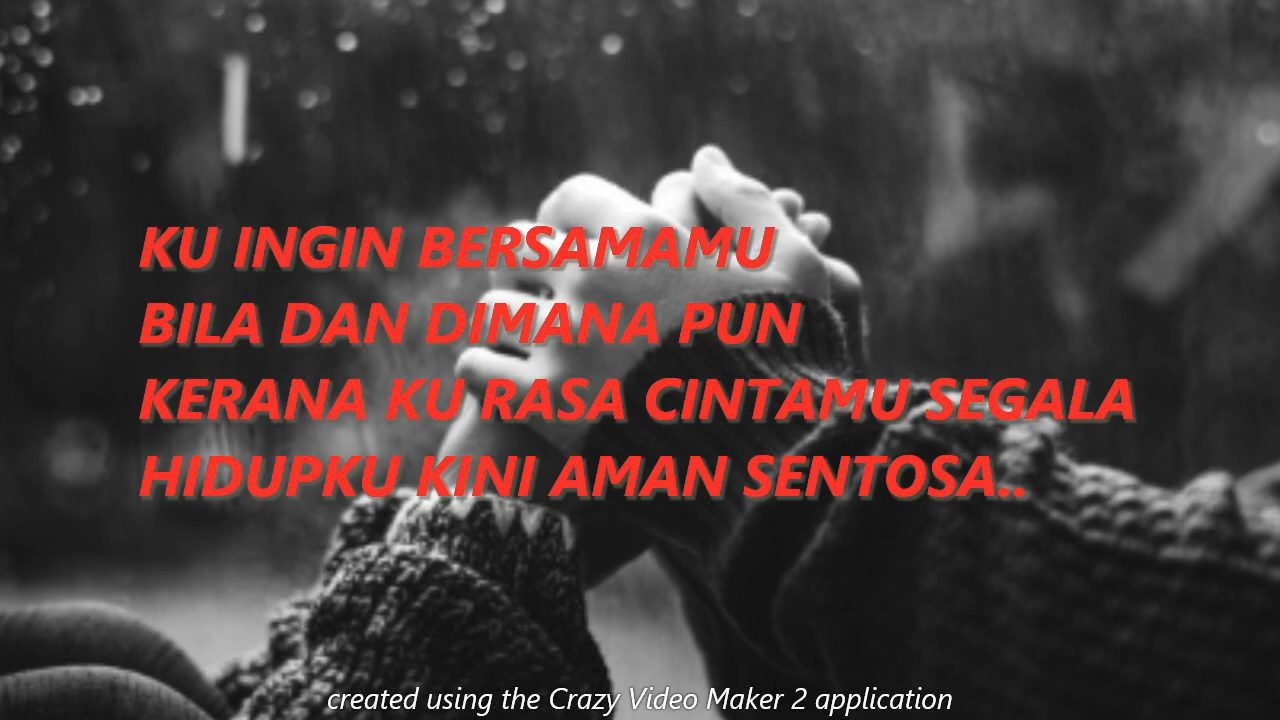 KU INGIN BERSAMAMU
BILA DAN DIMANA PUN
KERANA KU RASA CINTAMU SEGALA
HIDUPKU KINI AMAN SENTOSA..
created using the Crazy Video Maker 2 application